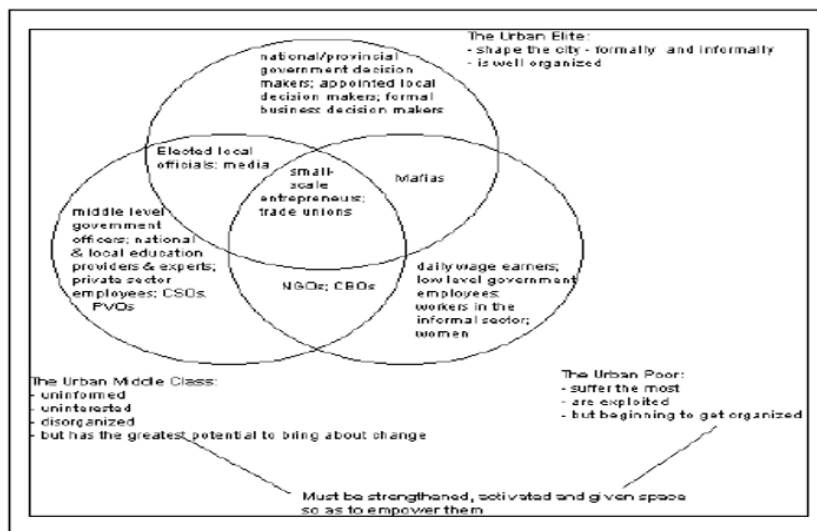 The Urban Elite:
- shape the city - formally and informally
- is well organized
national/provincial
government decision
makers; appointed local
decision makers; formal
business decision makers
Elected local
officials; media
small-
scale
entrepreneurs;
trade unions
Mafias
middle level
government
officers; national
& local education
providers & experts;
private sector
employees; CSOs,
PVOs
NGOs; CBOs
daily wage earners;
low level government
employees;
workers in the
informal sector;
women
The Urban Middle Class:
- uninformed
- uninterested
- disorganized
- but has the greatest potential to bring about change
The Urban Poor:
- suffer the most
- are exploited
- but beginning to get organized
Must be strengthened, activated and given space
so as to empower them